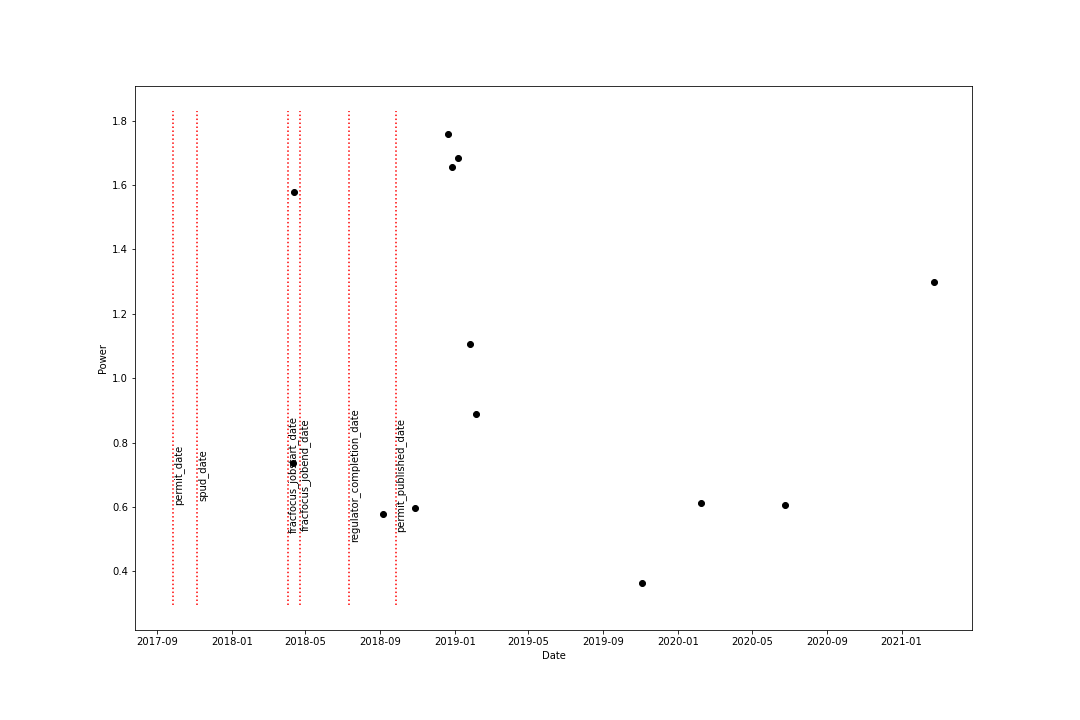 1.8
1.6
1.4
1.2
1.0
0.8
0.6
0.4
Power
permit_date
spud_date
fracfocus_jobstart_date
fracfocus_jobend_date
regulator_completion_date
permit_published_date
2017-09 2018-01 2018-05 2018-09 2019-01 2019-05 2019-09 2020-01 2020-05 2020-09 2021-01
Date